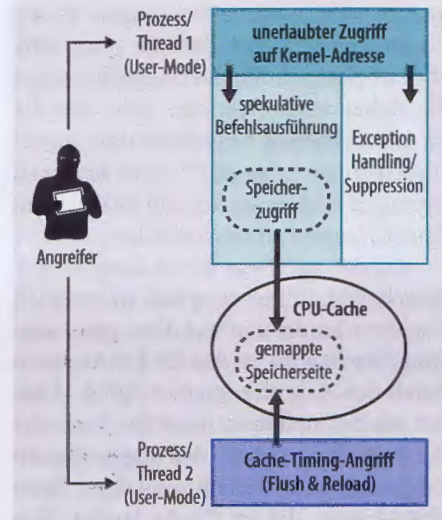 Prozess/
Thread 1
(User-Mode)
unerlaubter Zugriff
auf Kernel-Adresse
spekulative
Befehlsausführung
Exception
Handling/
Suppression
Speicher-
zugriff
Angreifer
CPU-Cache
gemappte
Speicherseite
Prozess/
Thread 2
(User-Mode)
Cache-Timing-Angriff
(Flush & Reload)